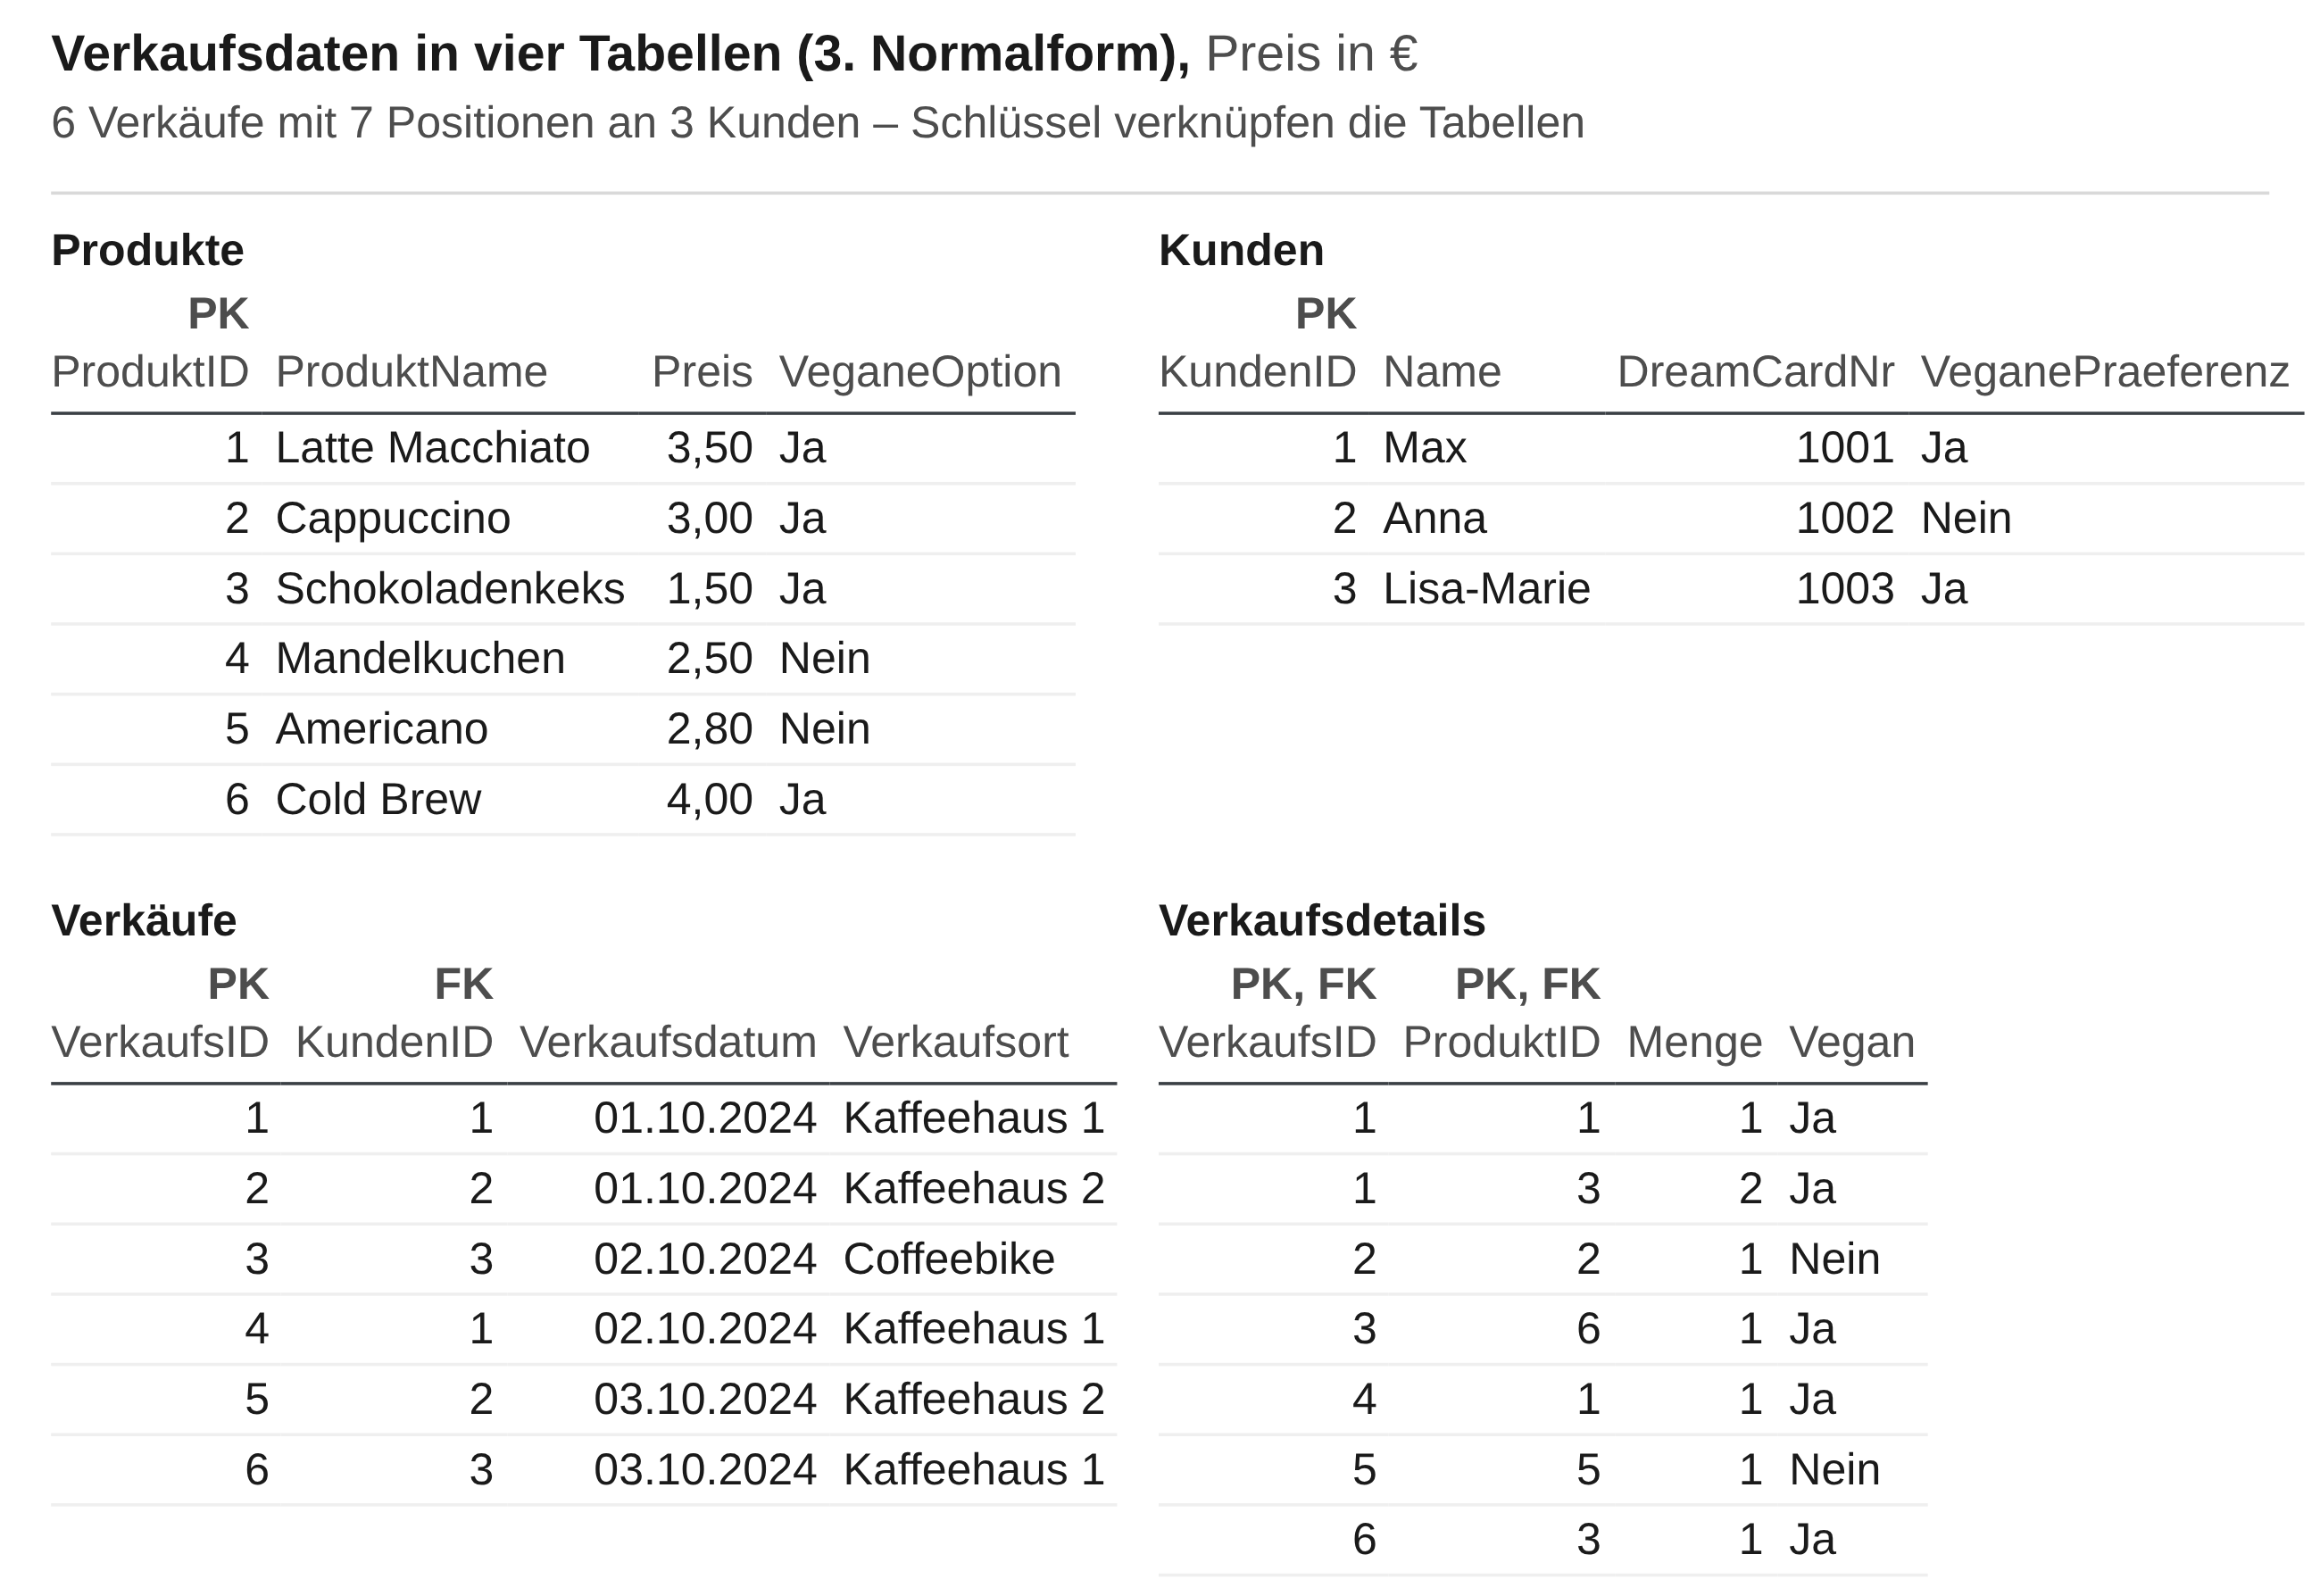 Verkaufsdaten in vier Tabellen (3. Normalform), Preis in €
6 Verkäufe mit 7 Positionen an 3 Kunden – Schlüssel verknüpfen die Tabellen
Produkte
PK
ProduktID ProduktName Preis VeganeOption
1 Latte Macchiato 3,50 Ja
2 Cappuccino 3,00 Ja
3 Schokoladenkeks 1,50 Ja
4 Mandelkuchen 2,50 Nein
5 Americano 2,80 Nein
6 Cold Brew 4,00 Ja
Kunden
PK
KundenID Name DreamCardNr VeganePraeferenz
1 Max 1001 Ja
2 Anna 1002 Nein
3 Lisa-Marie 1003 Ja
Verkäufe
PK FK
VerkaufsID KundenID Verkaufsdatum Verkaufsort
1 1 01.10.2024 Kaffeehaus 1
2 2 01.10.2024 Kaffeehaus 2
3 3 02.10.2024 Coffeebike
4 1 02.10.2024 Kaffeehaus 1
5 2 03.10.2024 Kaffeehaus 2
6 3 03.10.2024 Kaffeehaus 1
Verkaufsdetails
PK, FK PK, FK
VerkaufsID ProduktID Menge Vegan
1 1 1 Ja
1 3 2 Ja
2 2 1 Nein
3 6 1 Ja
4 1 1 Ja
5 5 1 Nein
6 3 1 Ja